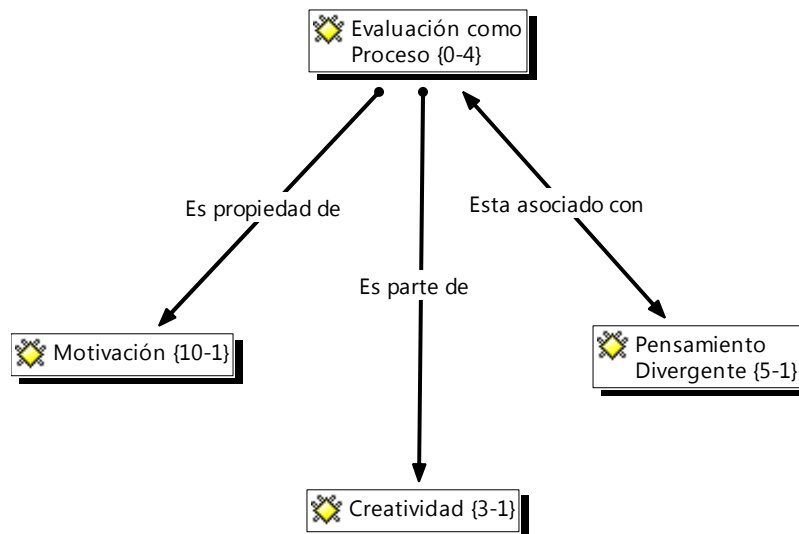 Evaluación como
Proceso {0-4}
Es propiedad de
Esta asociado con
Es parte de
Motivación {10-1}
Pensamiento
Divergente {5-1}
Creatividad {3-1}